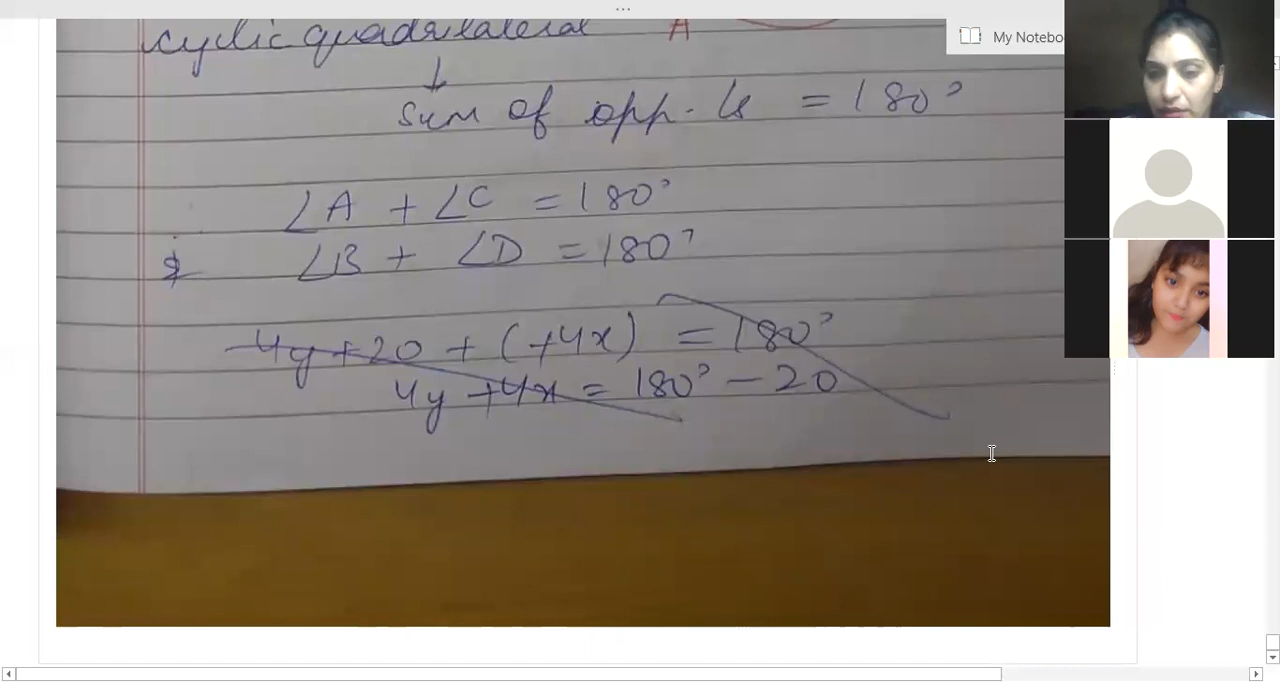 ...
cyclic quadrilateral A
My Notebo
↓
Sum of opp. ∠s = 180°
∠A + ∠C = 180°
& ∠B + ∠D = 180°
4y+20 + (+4x) = 180°
4y +4x = 180° - 20